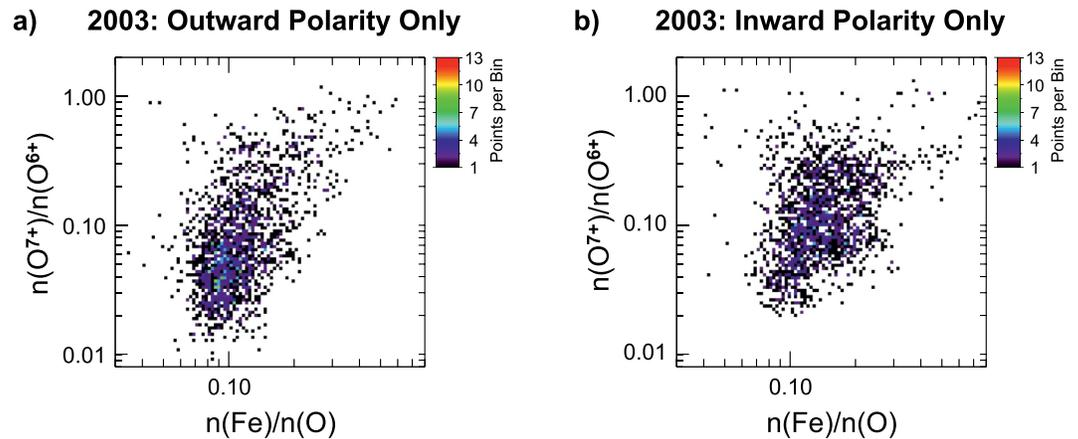 a) 2003: Outward Polarity Only
1.00
0.10
0.01
n(O⁷⁺)/n(O⁶⁺)
0.10
n(Fe)/n(O)
13
10
7
4
1
Points per Bin
b) 2003: Inward Polarity Only
1.00
0.10
0.01
n(O⁷⁺)/n(O⁶⁺)
0.10
n(Fe)/n(O)
13
10
7
4
1
Points per Bin